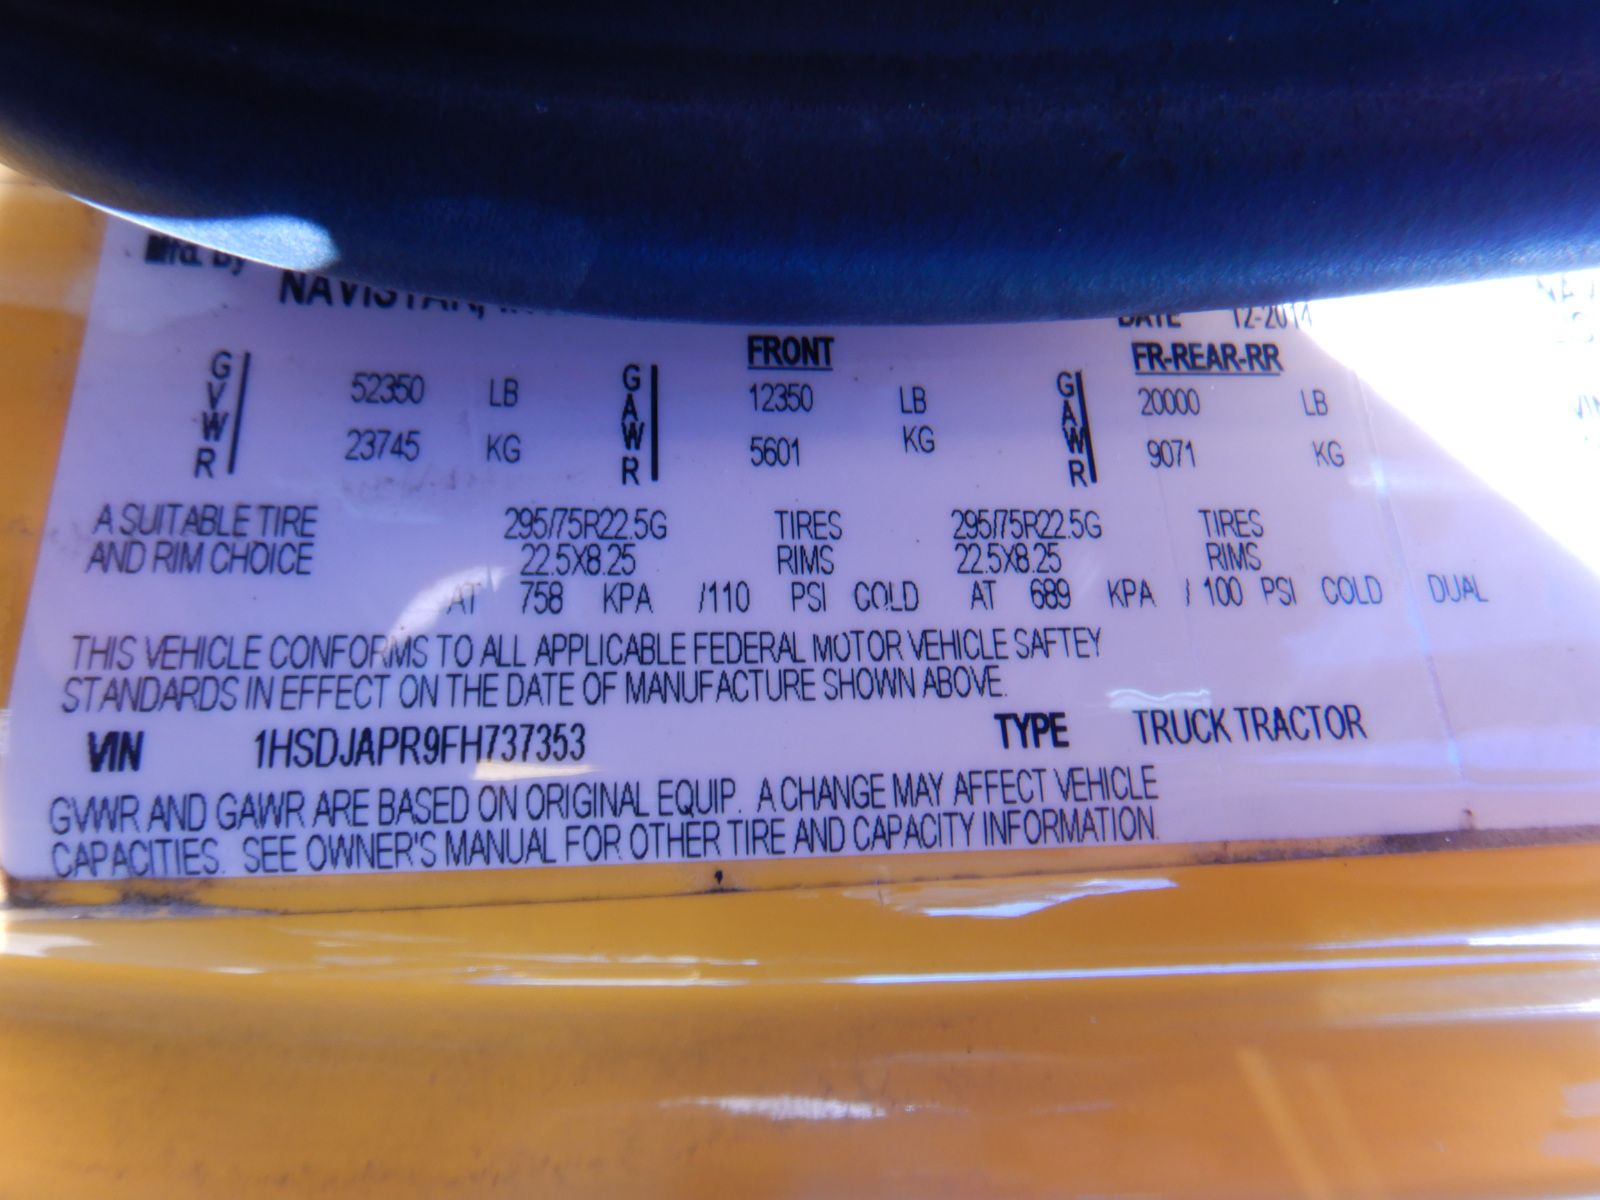 Mfd. By
NAVISTAR,
DATE 12-2014
FRONT FR-REAR-RR
GVWR 52350 LB GAWR 12350 LB GAWR 20000 LB
23745 KG 5601 KG 9071 KG
A SUITABLE TIRE 295/75R22.5G TIRES 295/75R22.5G TIRES
AND RIM CHOICE 22.5X8.25 RIMS 22.5X8.25 RIMS
AT 758 KPA /110 PSI COLD AT 689 KPA / 100 PSI COLD DUAL
THIS VEHICLE CONFORMS TO ALL APPLICABLE FEDERAL MOTOR VEHICLE SAFTEY
STANDARDS IN EFFECT ON THE DATE OF MANUFACTURE SHOWN ABOVE.
VIN 1HSDJAPR9FH737353 TYPE TRUCK TRACTOR
GVWR AND GAWR ARE BASED ON ORIGINAL EQUIP. A CHANGE MAY AFFECT VEHICLE
CAPACITIES. SEE OWNER'S MANUAL FOR OTHER TIRE AND CAPACITY INFORMATION.